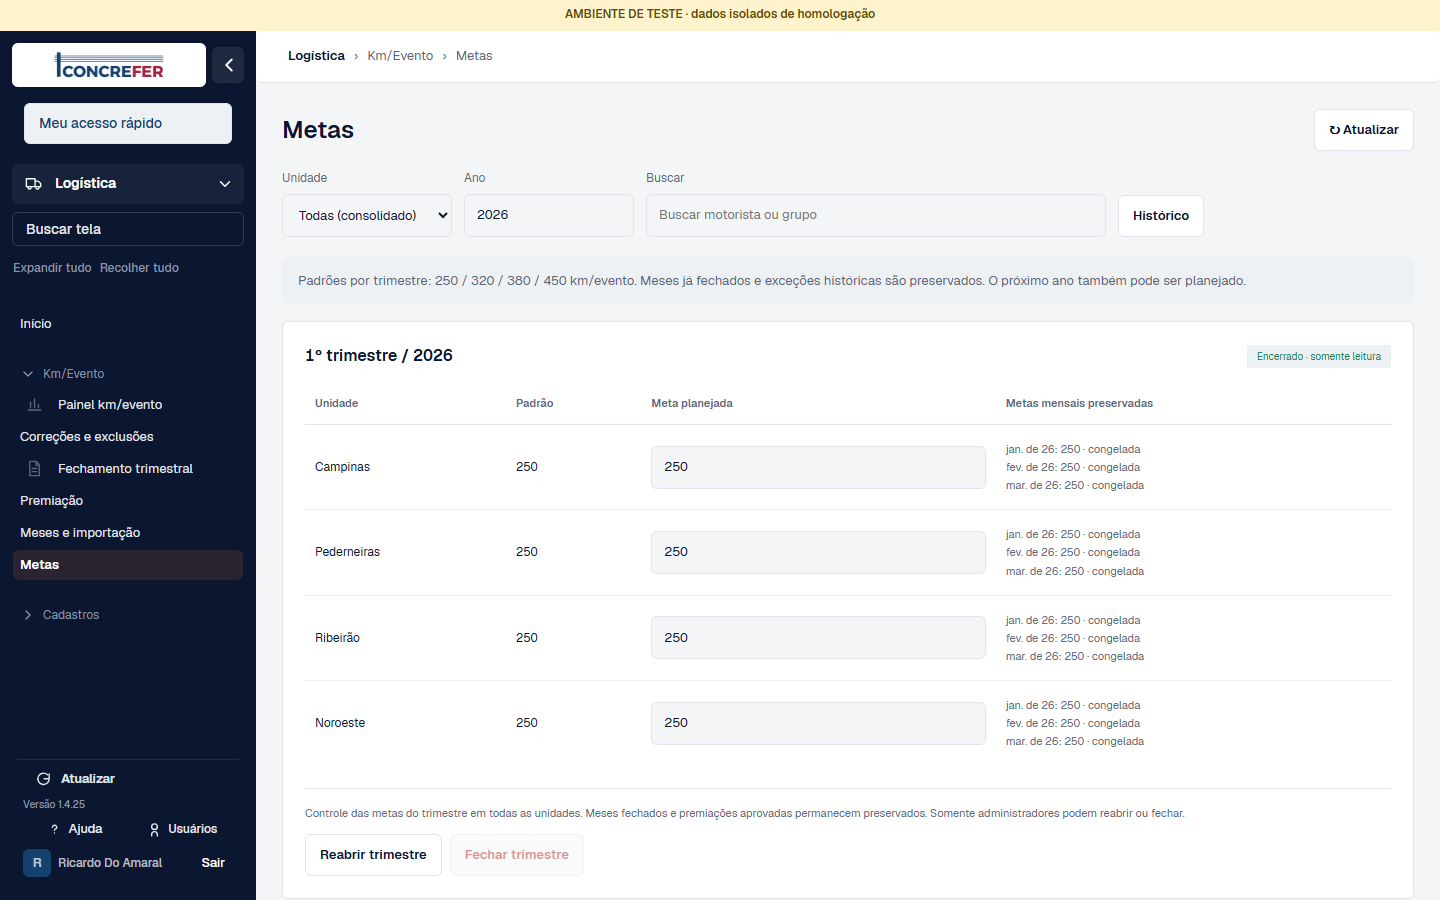 AMBIENTE DE TESTE · dados isolados de homologação
CONCREFER
Meu acesso rápido
Logística
Buscar tela
Expandir tudo Recolher tudo
Início
Km/Evento
Painel km/evento
Correções e exclusões
Fechamento trimestral
Premiação
Meses e importação
Metas
Cadastros
Atualizar
Versão 1.4.25
? Ajuda
Usuários
R Ricardo Do Amaral
Sair
Logística › Km/Evento › Metas
Metas
↻ Atualizar
Unidade Ano Buscar
Todas (consolidado) 2026 Buscar motorista ou grupo Histórico
Padrões por trimestre: 250 / 320 / 380 / 450 km/evento. Meses já fechados e exceções históricas são preservados. O próximo ano também pode ser planejado.
1º trimestre / 2026
Encerrado · somente leitura
Unidade Padrão Meta planejada Metas mensais preservadas
Campinas 250 250
jan. de 26: 250 · congelada
fev. de 26: 250 · congelada
mar. de 26: 250 · congelada
Pederneiras 250 250
jan. de 26: 250 · congelada
fev. de 26: 250 · congelada
mar. de 26: 250 · congelada
Ribeirão 250 250
jan. de 26: 250 · congelada
fev. de 26: 250 · congelada
mar. de 26: 250 · congelada
Noroeste 250 250
jan. de 26: 250 · congelada
fev. de 26: 250 · congelada
mar. de 26: 250 · congelada
Controle das metas do trimestre em todas as unidades. Meses fechados e premiações aprovadas permanecem preservados. Somente administradores podem reabrir ou fechar.
Reabrir trimestre Fechar trimestre